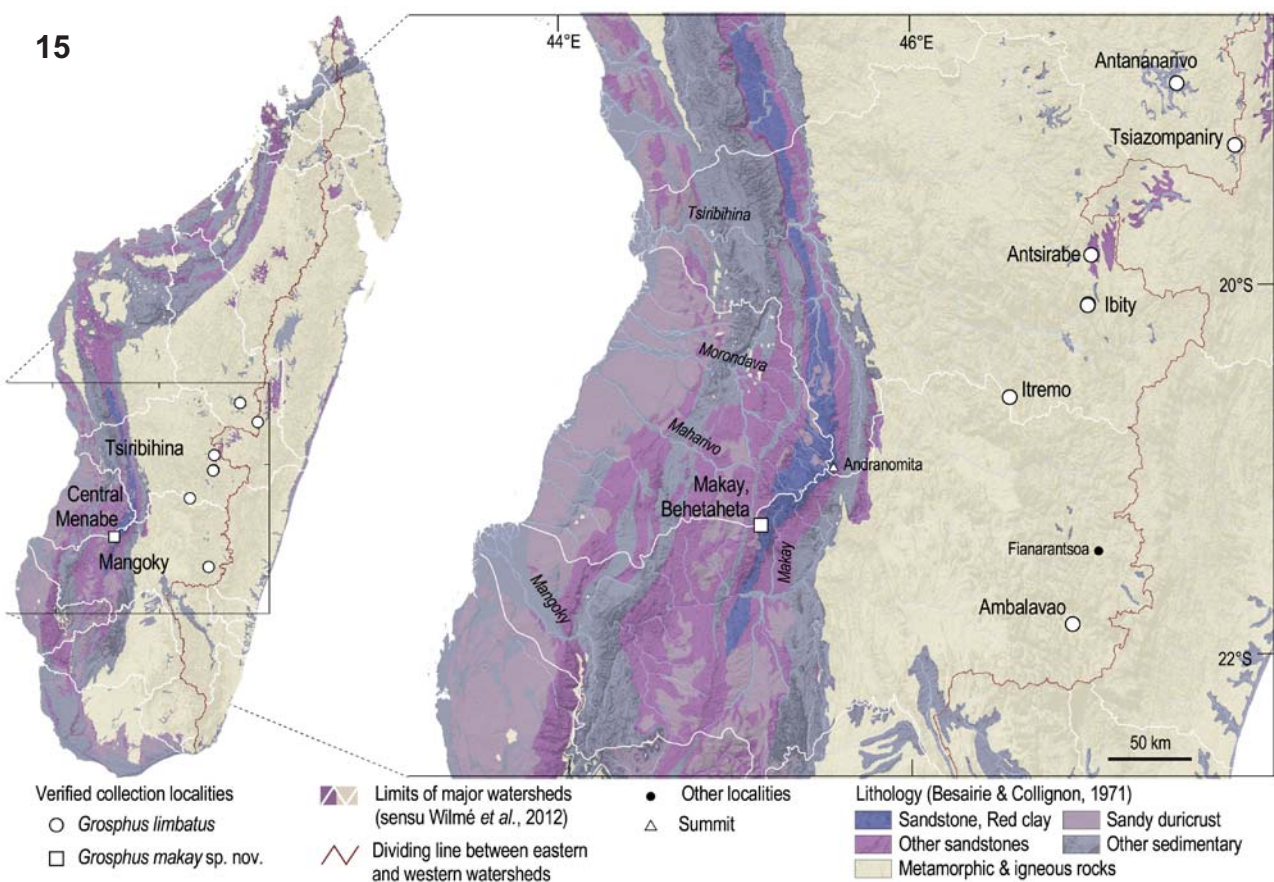 15
44°E
46°E
Antananarivo
Tsiazompaniry
Tsiribihina
Antsirabe
20°S
Ibity
Morondava
Itremo
Maharivo
Tsiribihina
Andranomita
Makay,
Behetaheta
Central
Menabe
Makay
Fianarantsoa
Mangoky
Mangoky
Ambalavao
22°S
50 km
Verified collection localities
Grosphus limbatus
Grosphus makay sp. nov.
Limits of major watersheds
(sensu Wilmé et al., 2012)
Dividing line between eastern
and western watersheds
Other localities
Summit
Lithology (Besairie & Collignon, 1971)
Sandstone, Red clay
Sandy duricrust
Other sandstones
Other sedimentary
Metamorphic & igneous rocks